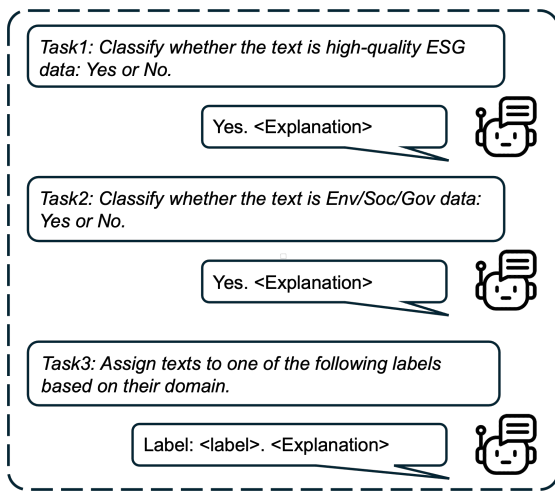 Task1: Classify whether the text is high-quality ESG
data: Yes or No.
Yes. <Explanation>
Task2: Classify whether the text is Env/Soc/Gov data:
Yes or No.
Yes. <Explanation>
Task3: Assign texts to one of the following labels
based on their domain.
Label: <label>. <Explanation>